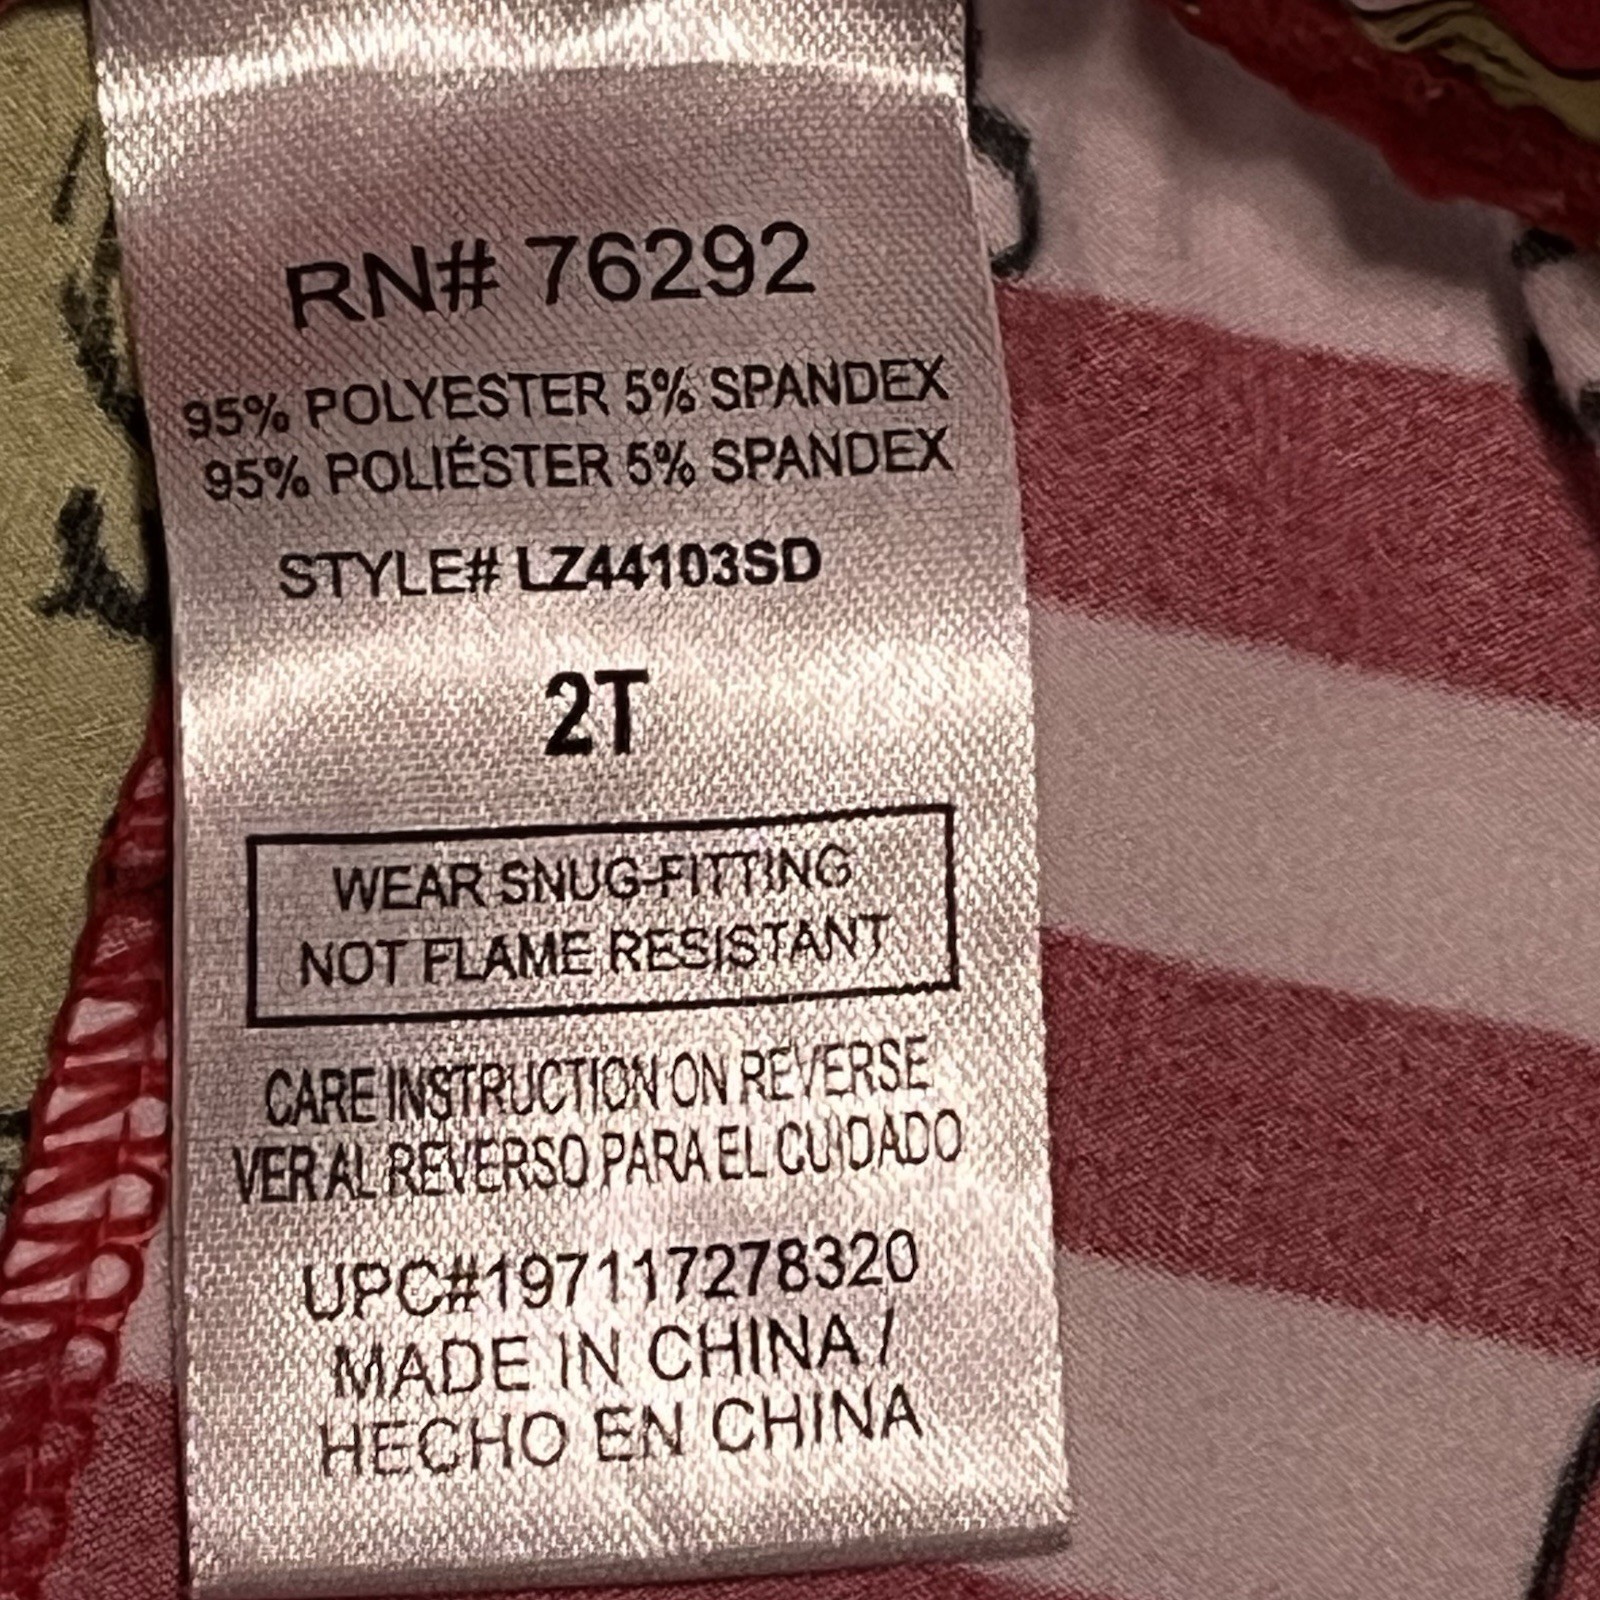 RN# 76292
95% POLYESTER 5% SPANDEX
95% POLIÉSTER 5% SPANDEX
STYLE# LZ44103SD
2T
WEAR SNUG-FITTING
NOT FLAME RESISTANT
CARE INSTRUCTION ON REVERSE
VER AL REVERSO PARA EL CUIDADO
UPC#197117278320
MADE IN CHINA /
HECHO EN CHINA